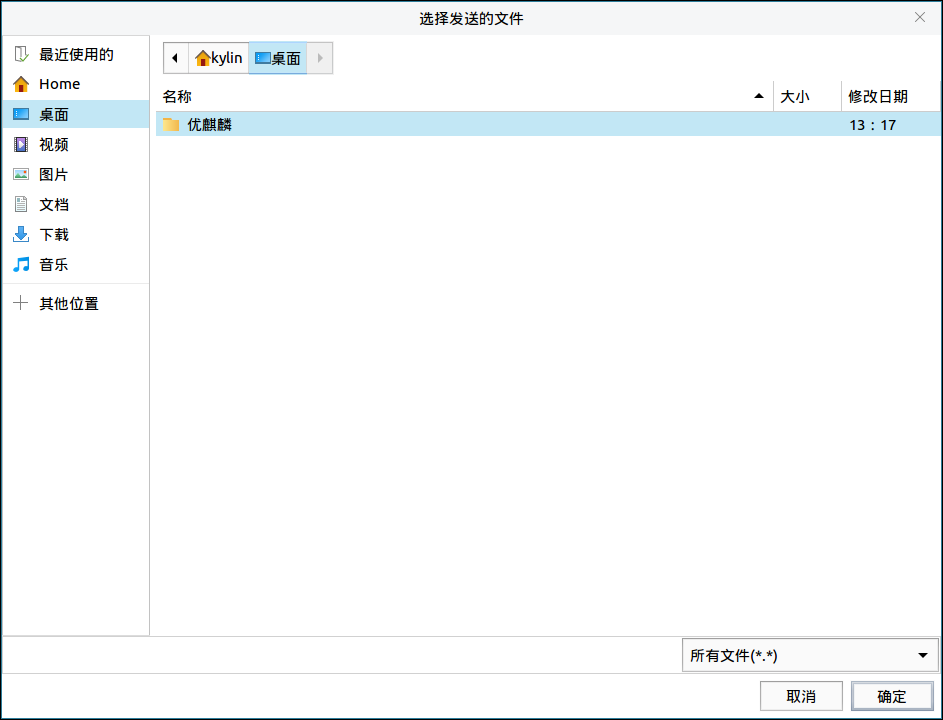 选择发送的文件
最近使用的
Home
桌面
视频
图片
文档
下载
音乐
其他位置
kylin 桌面
名称 大小 修改日期
优麒麟 13：17
所有文件(*.*)
取消 确定